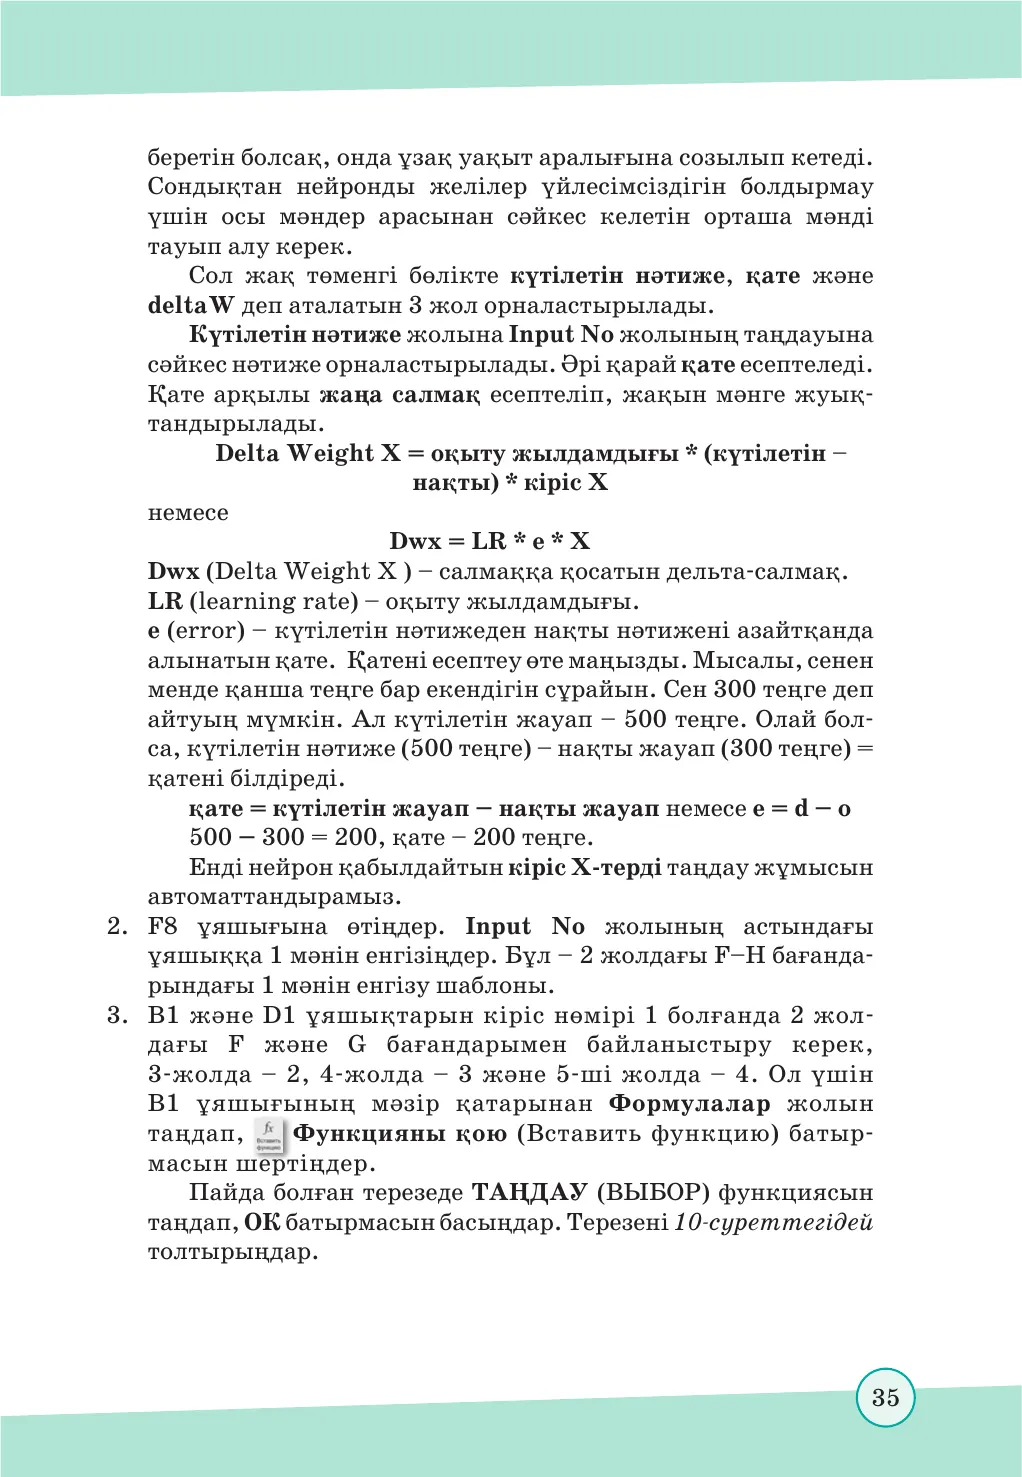 беретін болсақ, онда ұзақ уақыт аралығына созылып кетеді.
Сондықтан нейронды желілер үйлесімсіздігін болдырмау
үшін осы мәндер арасынан сәйкес келетін орташа мәнді
тауып алу керек.
Сол жақ төменгі бөлікте күтілетін нәтиже, қате және
deltaW деп аталатын 3 жол орналастырылады.
Күтілетін нәтиже жолына Input No жолының таңдауына
сәйкес нәтиже орналастырылады. Әрі қарай қате есептеледі.
Қате арқылы жаңа салмақ есептеліп, жақын мәнге жуық-
тандырылады.
Delta Weight X = оқыту жылдамдығы * (күтілетін –
нақты) * кіріс X
немесе
Dwx = LR * e * X
Dwx (Delta Weight X ) – салмаққа қосатын дельта-салмақ.
LR (learning rate) – оқыту жылдамдығы.
e (error) – күтілетін нәтижеден нақты нәтижені азайтқанда
алынатын қате. Қатені есептеу өте маңызды. Мысалы, сенен
менде қанша теңге бар екендігін сұрайын. Сен 300 теңге деп
айтуың мүмкін. Ал күтілетін жауап – 500 теңге. Олай бол-
са, күтілетін нәтиже (500 теңге) – нақты жауап (300 теңге) =
қатені білдіреді.
қате = күтілетін жауап – нақты жауап немесе e = d – o
500 – 300 = 200, қате – 200 теңге.
Енді нейрон қабылдайтын кіріс X-терді таңдау жұмысын
автоматтандырамыз.
2. F8 ұяшығына өтіңдер. Input No жолының астындағы
ұяшыққа 1 мәнін енгізіңдер. Бұл – 2 жолдағы F–H бағанда-
рындағы 1 мәнін енгізу шаблоны.
3. B1 және D1 ұяшықтарын кіріс нөмірі 1 болғанда 2 жол-
дағы F және G бағандарымен байланыстыру керек,
3-жолда – 2, 4-жолда – 3 және 5-ші жолда – 4. Ол үшін
B1 ұяшығының мәзір қатарынан Формулалар жолын
таңдап, fx Вставить функцию Функцияны қою (Вставить функцию) батыр-
масын шертіңдер.
Пайда болған терезеде ТАҢДАУ (ВЫБОР) функциясын
таңдап, ОК батырмасын басыңдар. Терезені 10-суреттегідей
толтырыңдар.
35